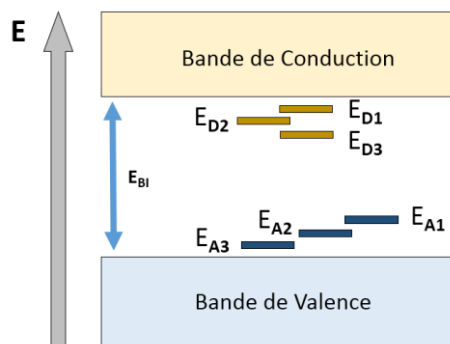 E
Bande de Conduction
E_D1
E_D2
E_D3
E_BI
E_A1
E_A2
E_A3
Bande de Valence